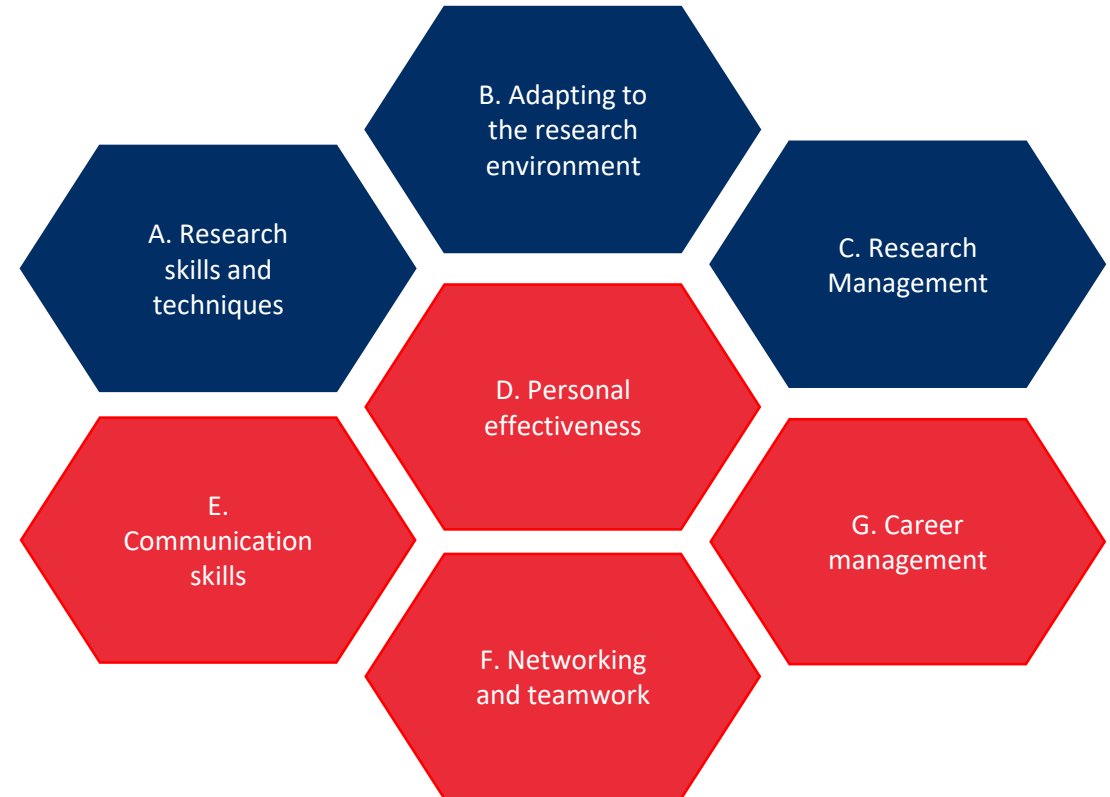 A. Research
skills and
techniques
B. Adapting to
the research
environment
C. Research
Management
D. Personal
effectiveness
E.
Communication
skills
F. Networking
and teamwork
G. Career
management